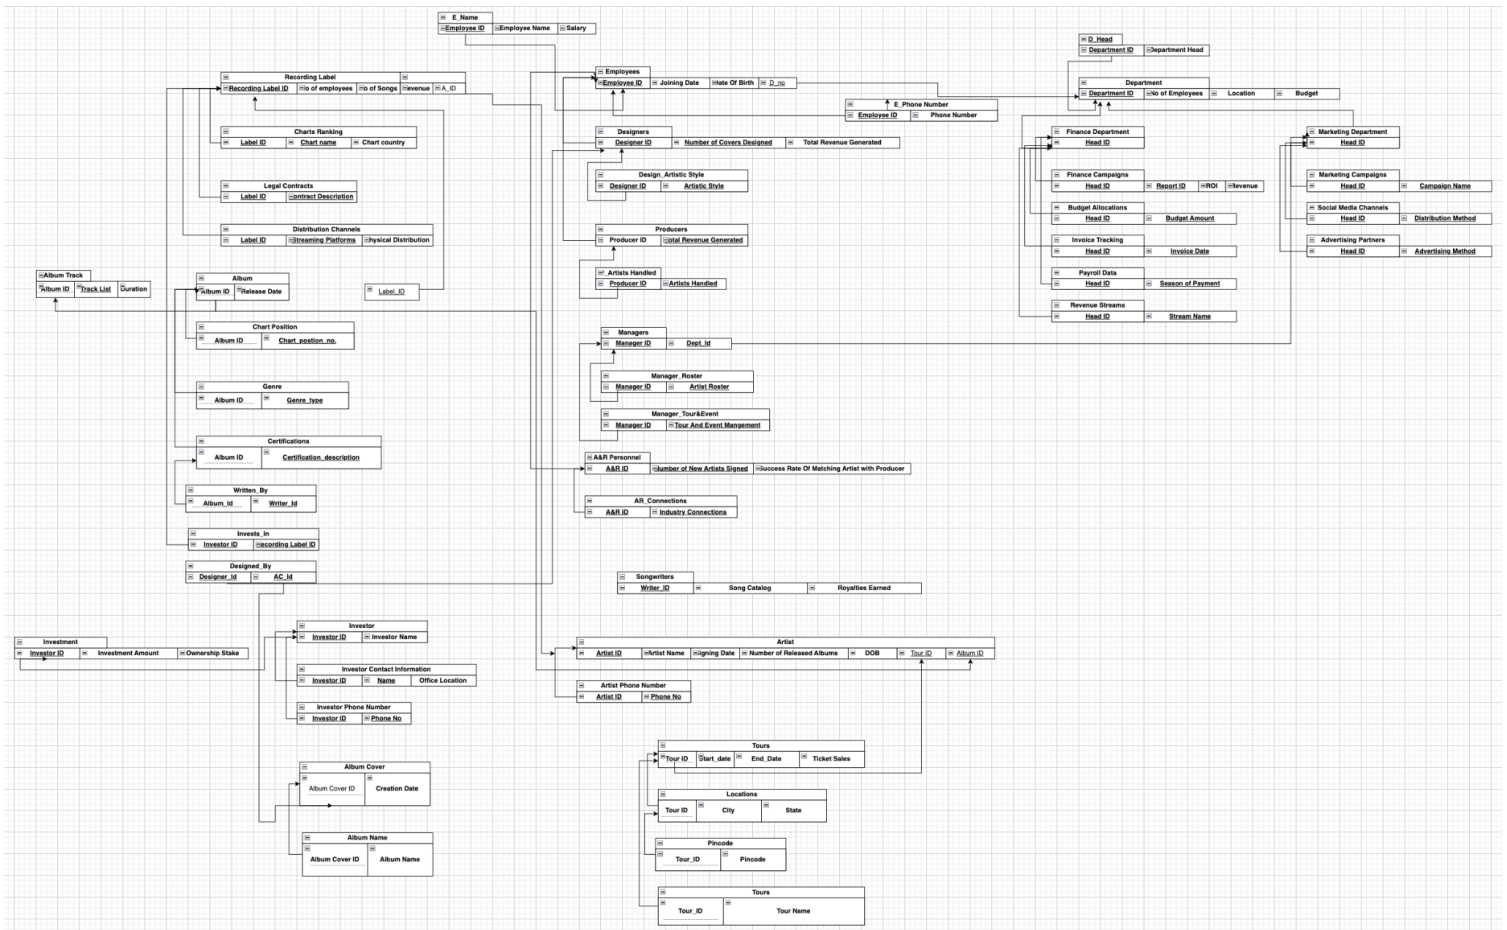 E_Name
Employee ID Employee Name Salary
D_Head
Department ID Department Head
Recording Label
Recording Label ID o of employees o of Songs evenue A_ID
Employees
Employee ID Joining Date ate Of Birth D_no
Department
Department ID No of Employees Location Budget
E_Phone Number
Employee ID Phone Number
Charts Ranking
Label ID Chart name Chart country
Designers
Designer ID Number of Covers Designed Total Revenue Generated
Finance Department
Head ID
Marketing Department
Head ID
Legal Contracts
Label ID ontract Description
Design_Artistic Style
Designer ID Artistic Style
Finance Campaigns
Head ID Report ID ROI Revenue
Marketing Campaigns
Head ID Campaign Name
Distribution Channels
Label ID Streaming Platforms hysical Distribution
Producers
Producer ID otal Revenue Generated
Budget Allocations
Head ID Budget Amount
Social Media Channels
Head ID Distribution Method
Invoice Tracking
Head ID Invoice Date
Advertising Partners
Head ID Advertising Method
Album Track
Album ID Track List Duration
Album
Album ID Release Date
Label_ID
_Artists Handled
Producer ID Artists Handled
Payroll Data
Head ID Season of Payment
Revenue Streams
Head ID Stream Name
Chart Position
Album ID Chart_postion_no.
Managers
Manager ID Dept_Id
Genre
Album ID Genre_type
Manager_Roster
Manager ID Artist Roster
Manager_Tour&Event
Manager ID Tour And Event Mangement
Certifications
Album ID Certification_description
A&R Personnel
A&R ID umber of New Artists Signed uccess Rate Of Matching Artist with Producer
Written_By
Album_id Writer_Id
AR_Connections
A&R ID Industry Connections
Invests_In
Investor ID ecording Label ID
Designed_By
Designer_Id AC_Id
Songwriters
Writer_ID Song Catalog Royalties Earned
Investor
Investor ID Investor Name
Investment
Investor ID Investment Amount Ownership Stake
Artist
Artist ID Artist Name igning Date Number of Released Albums DOB Tour ID Album ID
Investor Contact Information
Investor ID Name Office Location
Artist Phone Number
Artist ID Phone No
Investor Phone Number
Investor ID Phone No
Tours
Tour ID Start_date End_Date Ticket Sales
Album Cover
Album Cover ID Creation Date
Locations
Tour ID City State
Album Name
Album Cover ID Album Name
Pincode
Tour_ID Pincode
Tours
Tour_ID Tour Name